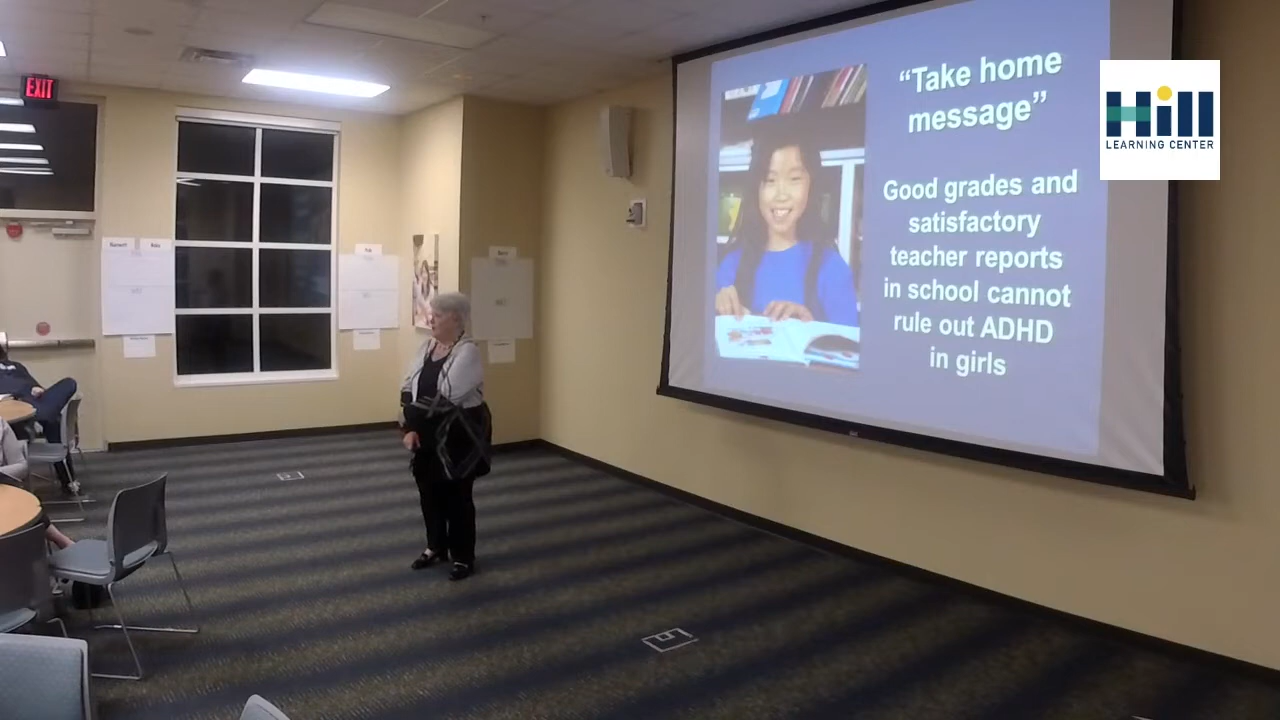 EXIT
“Take home
message”
Good grades and
satisfactory
teacher reports
in school cannot
rule out ADHD
in girls
Hill
LEARNING CENTER